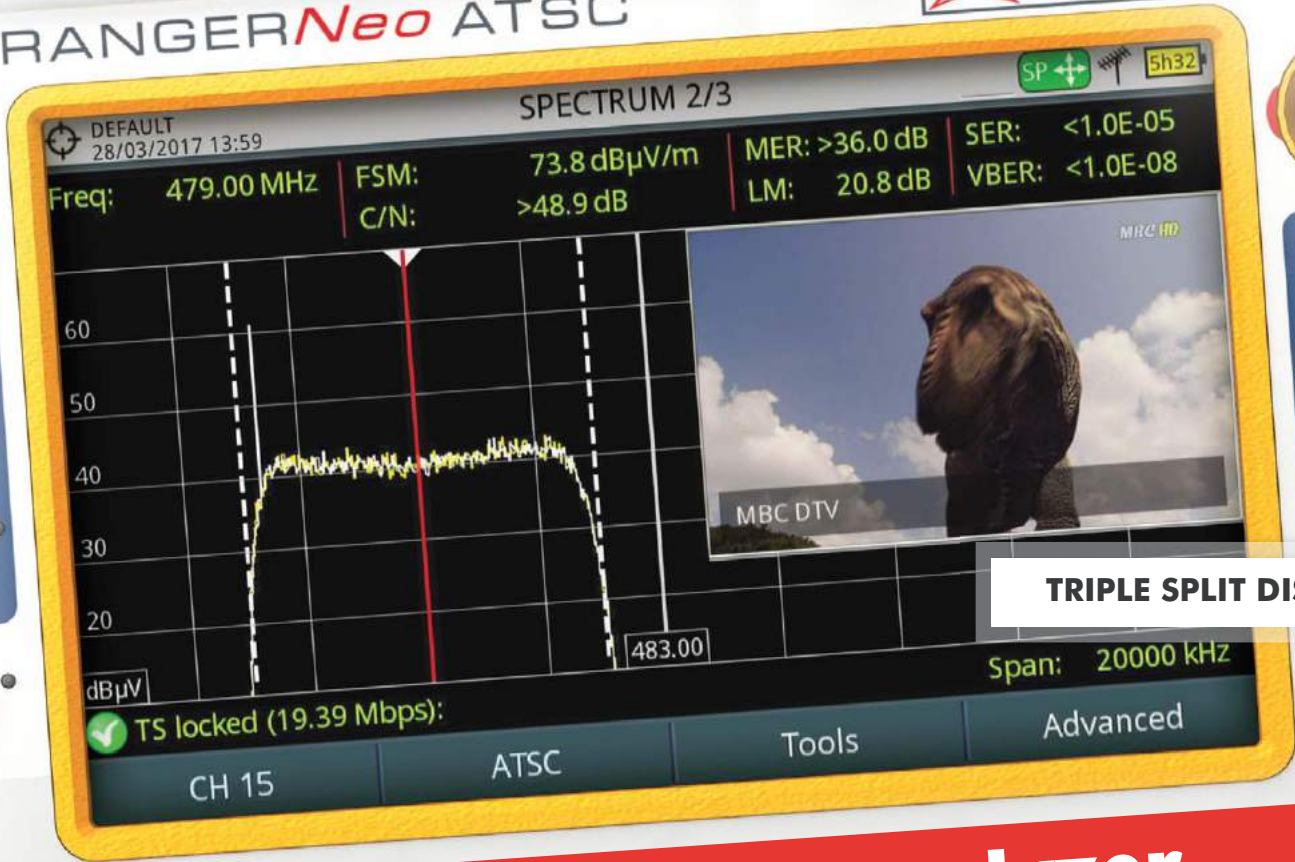 RANGERNeo ATSC
DEFAULT
28/03/2017 13:59
SPECTRUM 2/3
SP
5h32
Freq: 479.00 MHz
FSM: 73.8 dBµV/m
C/N: >48.9 dB
MER: >36.0 dB
LM: 20.8 dB
SER: <1.0E-05
VBER: <1.0E-08
MBC HD
60
50
40
30
20
dBµV
MBC DTV
TRIPLE SPLIT
483.00
Span: 20000 kHz
TS locked (19.39 Mbps):
CH 15
ATSC
Tools
Advanced